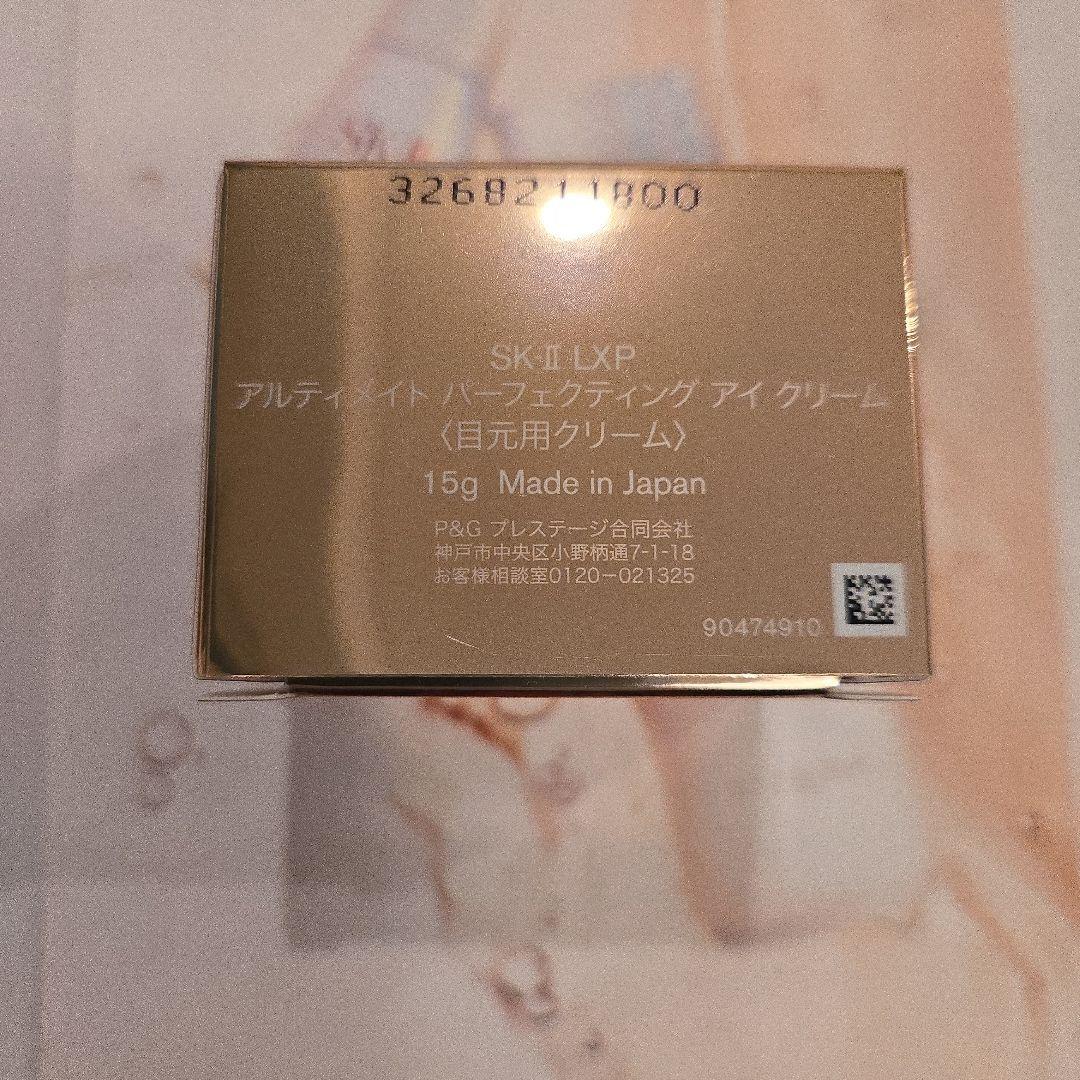 3268211800
SK-II LXP
アルティメイト パーフェクティング アイ クリーム
〈目元用クリーム〉
15g Made in Japan
P&G プレステージ合同会社
神戸市中央区小野柄通7-1-18
お客様相談室0120-021325
90474910